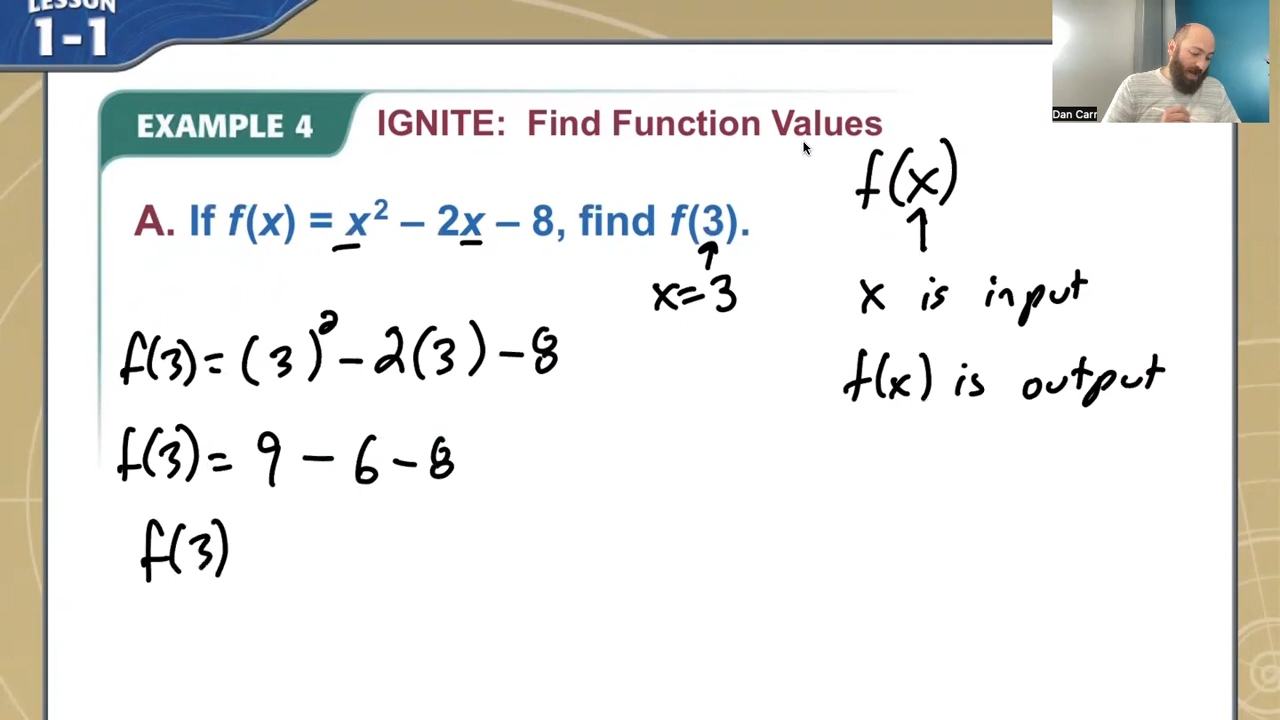 LESSON
1-1
Dan Carr
EXAMPLE 4 IGNITE: Find Function Values
f(x)
A. If f(x) = x² – 2x – 8, find f(3).
x=3
x is input
f(3) = (3)² - 2(3) - 8
f(x) is output
f(3) = 9 - 6 - 8
f(3)